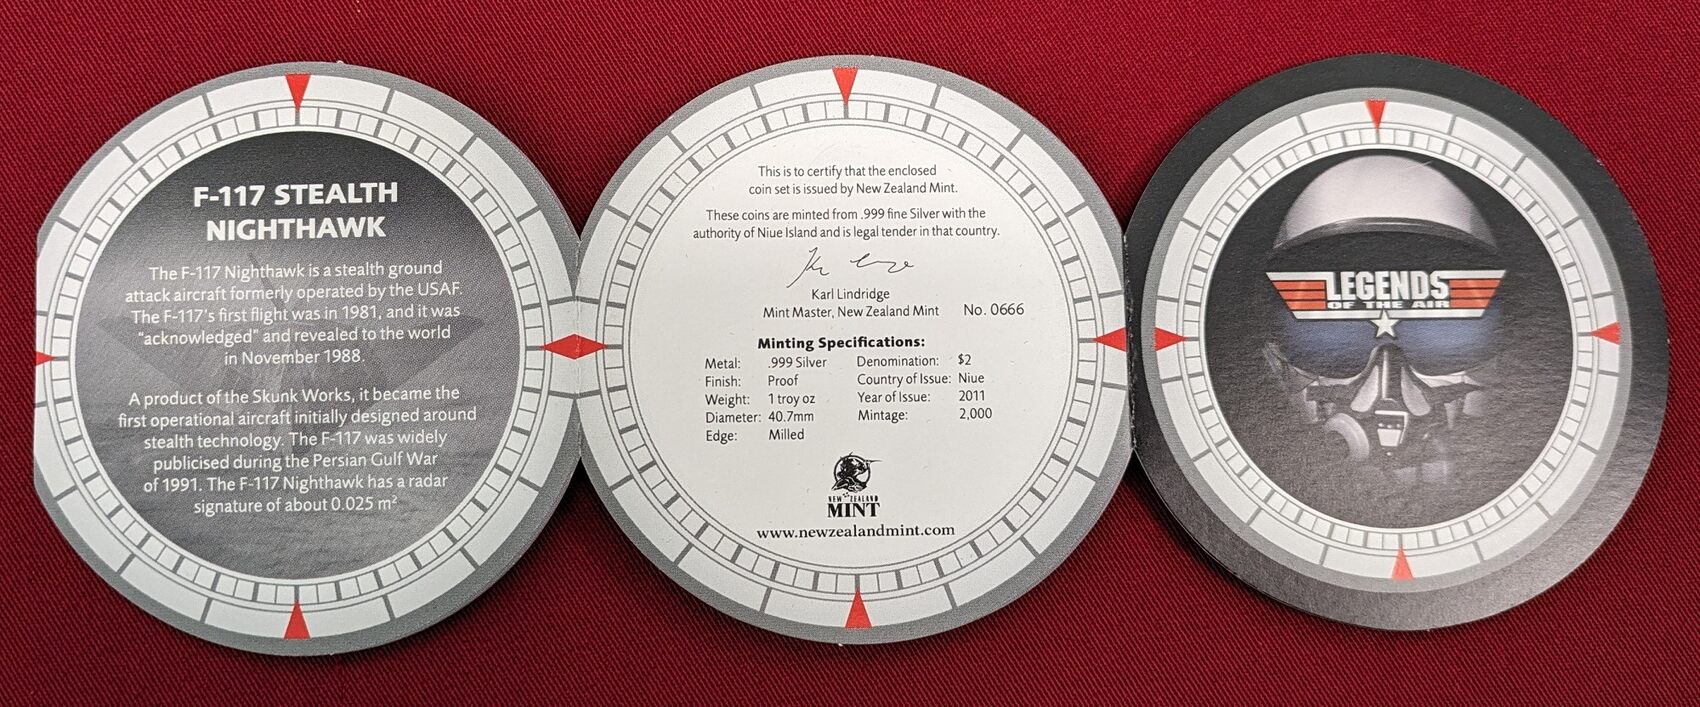 F-117 STEALTH
NIGHTHAWK
The F-117 Nighthawk is a stealth ground
attack aircraft formerly operated by the USAF.
The F-117's first flight was in 1981, and it was
"acknowledged" and revealed to the world
in November 1988.
A product of the Skunk Works, it became the
first operational aircraft initially designed around
stealth technology. The F-117 was widely
publicised during the Persian Gulf War
of 1991. The F-117 Nighthawk has a radar
signature of about 0.025 m²
This is to certify that the enclosed
coin set is issued by New Zealand Mint.
These coins are minted from .999 fine Silver with the
authority of Niue Island and is legal tender in that country.
Karl Lindridge
Mint Master, New Zealand Mint No. 0666
Minting Specifications:
Metal: .999 Silver Denomination: $2
Finish: Proof Country of Issue: Niue
Weight: 1 troy oz Year of Issue: 2011
Diameter: 40.7mm Mintage: 2,000
Edge: Milled
NEW ZEALAND
MINT
www.newzealandmint.com
LEGENDS
OF THE AIR